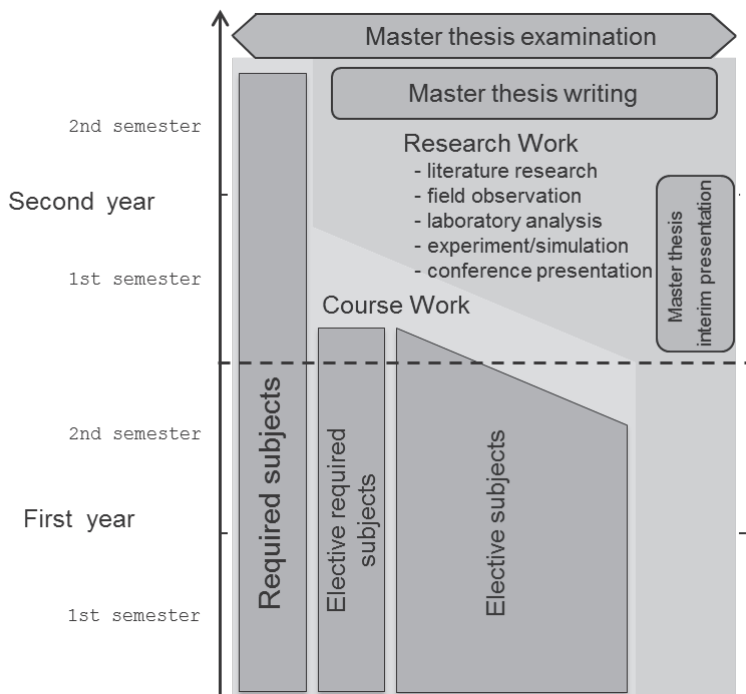 Master thesis examination
Master thesis writing
2nd semester
Research Work
- literature research
- field observation
- laboratory analysis
- experiment/simulation
- conference presentation
Second year
Master thesis
interim presentation
1st semester
Course Work
Required subjects
Elective required
subjects
Elective subjects
2nd semester
First year
1st semester